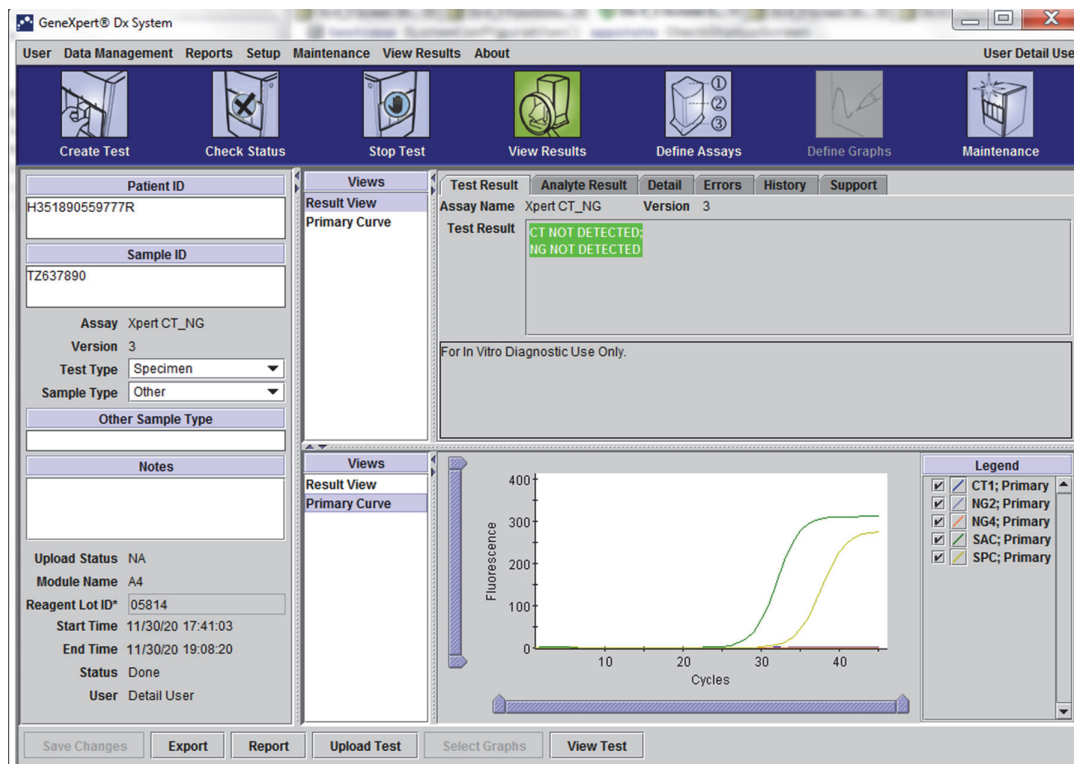 GeneXpert® Dx System
User Data Management Reports Setup Maintenance View Results About User Detail Use
Create Test Check Status Stop Test View Results Define Assays Define Graphs Maintenance
① ② ③
Patient ID
H351890559777R
Sample ID
TZ637890
Assay Xpert CT_NG
Version 3
Test Type Specimen
Sample Type Other
Other Sample Type
Notes
Upload Status NA
Module Name A4
Reagent Lot ID* 05814
Start Time 11/30/20 17:41:03
End Time 11/30/20 19:08:20
Status Done
User Detail User
Views
Result View
Primary Curve
Test Result Analyte Result Detail Errors History Support
Assay Name Xpert CT_NG Version 3
Test Result CT NOT DETECTED;
NG NOT DETECTED
For In Vitro Diagnostic Use Only.
Views
Result View
Primary Curve
Fluorescence
400
300
200
100
0
10 20 30 40
Cycles
Legend
CT1; Primary
NG2; Primary
NG4; Primary
SAC; Primary
SPC; Primary
Save Changes Export Report Upload Test Select Graphs View Test